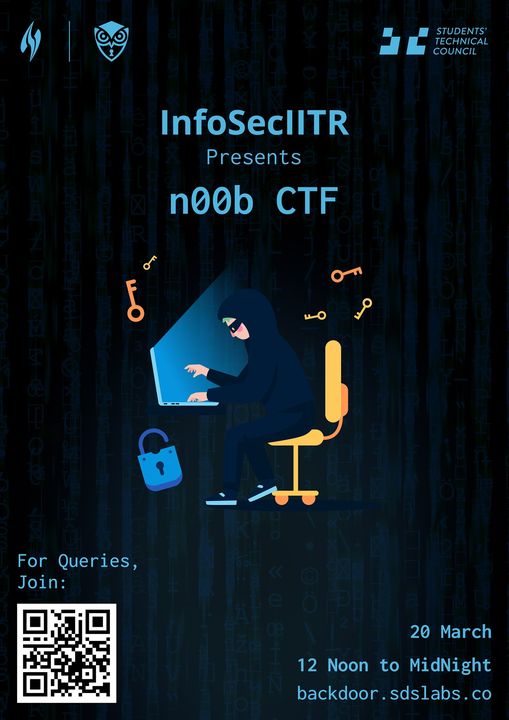 STUDENTS'
TECHNICAL
COUNCIL
InfoSecIITR
Presents
n00b CTF
For Queries,
Join:
20 March
12 Noon to MidNight
backdoor.sdslabs.co